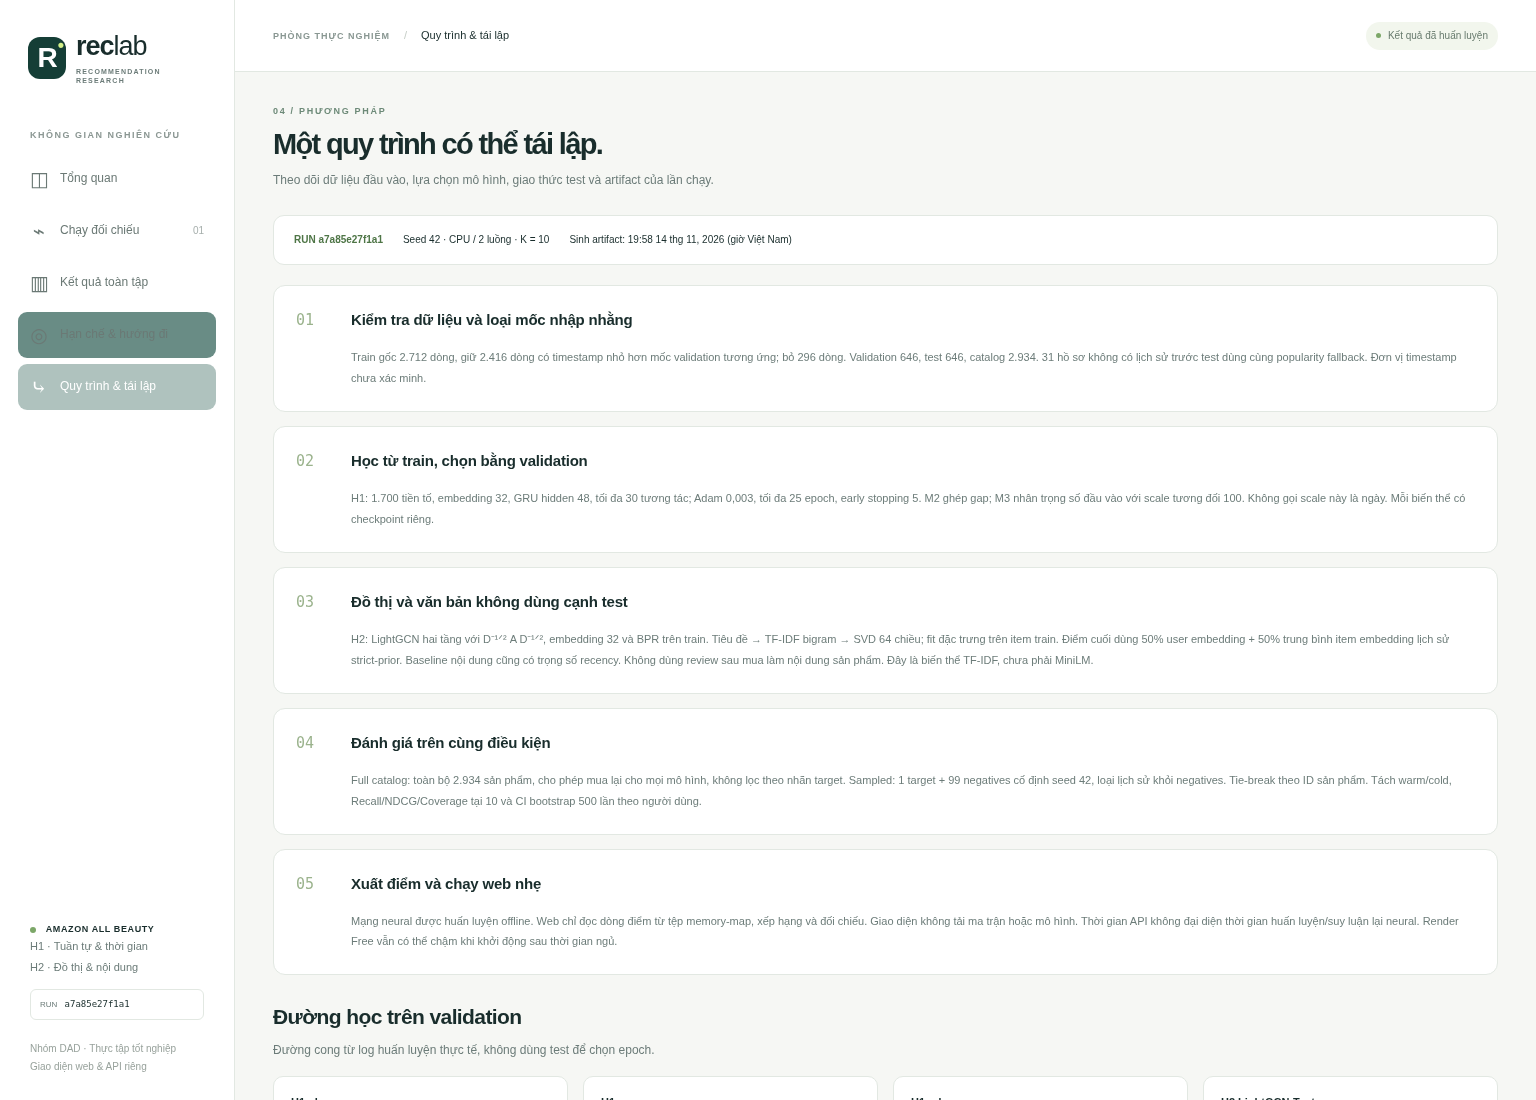 R
reclab
RECOMMENDATION
RESEARCH
KHÔNG GIAN NGHIÊN CỨU
Tổng quan
Chạy đối chiếu 01
Kết quả toàn tập
Hạn chế & hướng đi
Quy trình & tái lập
AMAZON ALL BEAUTY
H1 · Tuần tự & thời gian
H2 · Đồ thị & nội dung
RUN a7a85e27f1a1
Nhóm DAD · Thực tập tốt nghiệp
Giao diện web & API riêng
PHÒNG THỰC NGHIỆM / Quy trình & tái lập
Kết quả đã huấn luyện
04 / PHƯƠNG PHÁP
Một quy trình có thể tái lập.
Theo dõi dữ liệu đầu vào, lựa chọn mô hình, giao thức test và artifact của lần chạy.
RUN a7a85e27f1a1 Seed 42 · CPU / 2 luồng · K = 10 Sinh artifact: 19:58 14 thg 11, 2026 (giờ Việt Nam)
01 Kiểm tra dữ liệu và loại mốc nhập nhằng
Train gốc 2.712 dòng, giữ 2.416 dòng có timestamp nhỏ hơn mốc validation tương ứng; bỏ 296 dòng. Validation 646, test 646, catalog 2.934. 31 hồ sơ không có lịch sử trước test dùng cùng popularity fallback. Đơn vị timestamp
chưa xác minh.
02 Học từ train, chọn bằng validation
H1: 1.700 tiền tố, embedding 32, GRU hidden 48, tối đa 30 tương tác; Adam 0,003, tối đa 25 epoch, early stopping 5. M2 ghép gap; M3 nhân trọng số đầu vào với scale tương đối 100. Không gọi scale này là ngày. Mỗi biến thể có
checkpoint riêng.
03 Đồ thị và văn bản không dùng cạnh test
H2: LightGCN hai tầng với D⁻¹ᐟ² A D⁻¹ᐟ², embedding 32 và BPR trên train. Tiêu đề → TF-IDF bigram → SVD 64 chiều; fit đặc trưng trên item train. Điểm cuối dùng 50% user embedding + 50% trung bình item embedding lịch sử
strict-prior. Baseline nội dung cũng có trọng số recency. Không dùng review sau mua làm nội dung sản phẩm. Đây là biến thể TF-IDF, chưa phải MiniLM.
04 Đánh giá trên cùng điều kiện
Full catalog: toàn bộ 2.934 sản phẩm, cho phép mua lại cho mọi mô hình, không lọc theo nhãn target. Sampled: 1 target + 99 negatives cố định seed 42, loại lịch sử khỏi negatives. Tie-break theo ID sản phẩm. Tách warm/cold,
Recall/NDCG/Coverage tại 10 và CI bootstrap 500 lần theo người dùng.
05 Xuất điểm và chạy web nhẹ
Mạng neural được huấn luyện offline. Web chỉ đọc dòng điểm từ tệp memory-map, xếp hạng và đối chiếu. Giao diện không tải ma trận hoặc mô hình. Thời gian API không đại diện thời gian huấn luyện/suy luận lại neural. Render
Free vẫn có thể chậm khi khởi động sau thời gian ngủ.
Đường học trên validation
Đường cong từ log huấn luyện thực tế, không dùng test để chọn epoch.